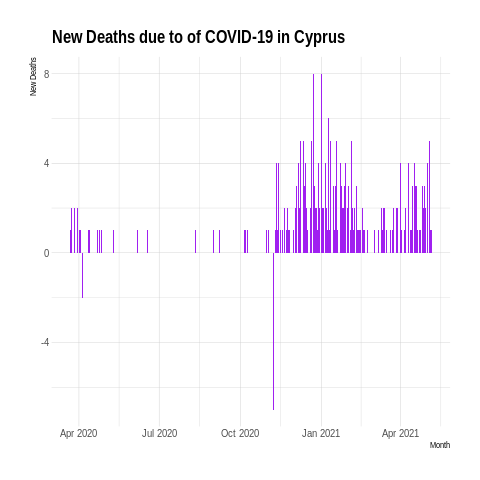 New Deaths due to of COVID-19 in Cyprus
New Deaths
8
4
0
-4
Apr 2020 Jul 2020 Oct 2020 Jan 2021 Apr 2021
Month